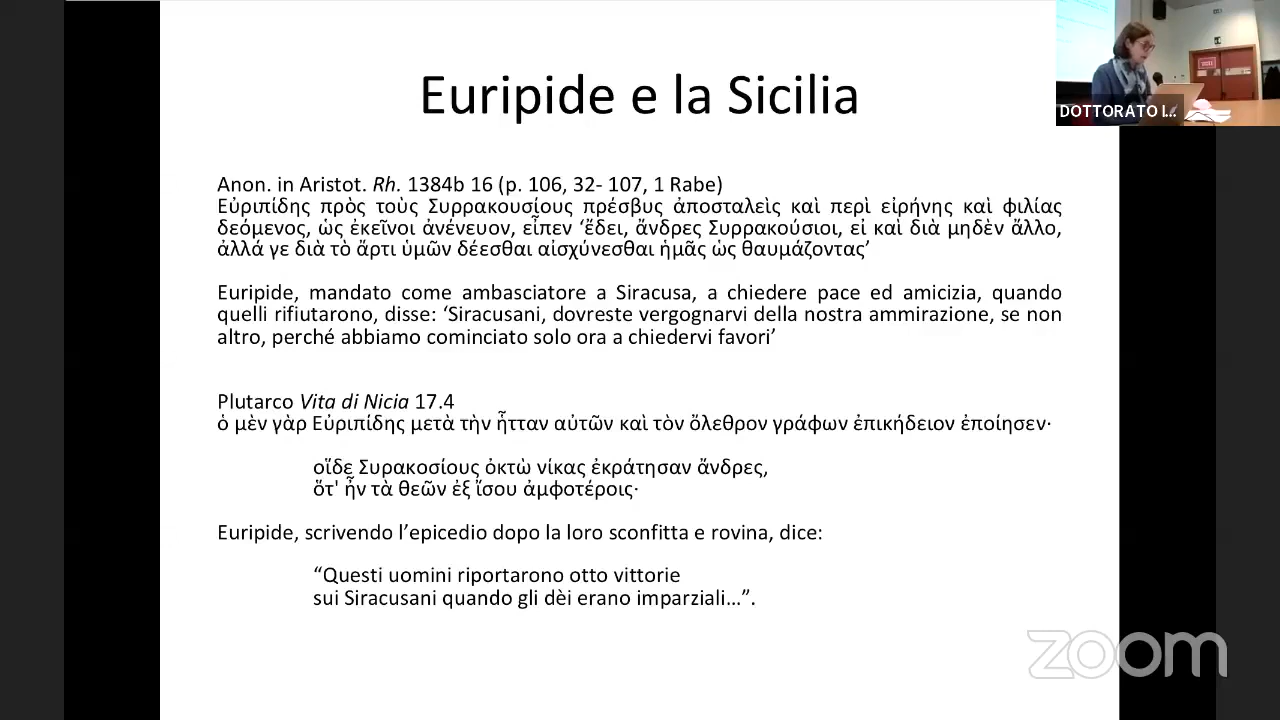 Euripide e la Sicilia
DOTTORATO I...
Anon. in Aristot. Rh. 1384b 16 (p. 106, 32- 107, 1 Rabe)
Εὐριπίδης πρὸς τοὺς Συρρακουσίους πρέσβυς ἀποσταλεὶς καὶ περὶ εἰρήνης καὶ φιλίας
δεόμενος, ὡς ἐκεῖνοι ἀνένευον, εἶπεν ‘ἔδει, ἄνδρες Συρρακούσιοι, εἰ καὶ διὰ μηδὲν ἄλλο,
ἀλλά γε διὰ τὸ ἄρτι ὑμῶν δέεσθαι αἰσχύνεσθαι ἡμᾶς ὡς θαυμάζοντας’
Euripide, mandato come ambasciatore a Siracusa, a chiedere pace ed amicizia, quando
quelli rifiutarono, disse: ‘Siracusani, dovreste vergognarvi della nostra ammirazione, se non
altro, perché abbiamo cominciato solo ora a chiedervi favori’
Plutarco Vita di Nicia 17.4
ὁ μὲν γὰρ Εὐριπίδης μετὰ τὴν ἧτταν αὐτῶν καὶ τὸν ὄλεθρον γράφων ἐπικήδειον ἐποίησεν·
οἵδε Συρακοσίους ὀκτὼ νίκας ἐκράτησαν ἄνδρες,
ὅτ' ἦν τὰ θεῶν ἐξ ἴσου ἀμφοτέροις·
Euripide, scrivendo l’epicedio dopo la loro sconfitta e rovina, dice:
“Questi uomini riportarono otto vittorie
sui Siracusani quando gli dèi erano imparziali…”.
zoom